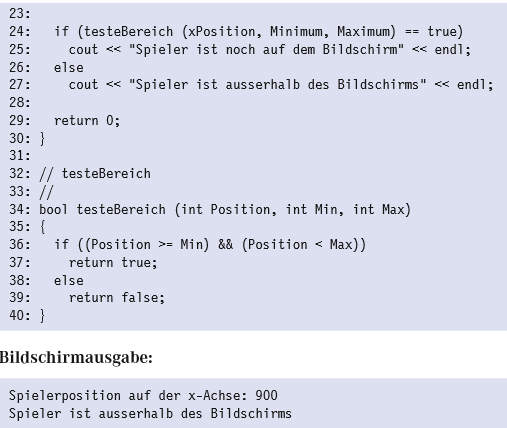 23:
24:   if (testeBereich (xPosition, Minimum, Maximum) == true)
25:     cout << "Spieler ist noch auf dem Bildschirm" << endl;
26:   else
27:     cout << "Spieler ist ausserhalb des Bildschirms" << endl;
28:
29:   return 0;
30: }
31:
32: // testeBereich
33: //
34: bool testeBereich (int Position, int Min, int Max)
35: {
36:   if ((Position >= Min) && (Position < Max))
37:     return true;
38:   else
39:     return false;
40: }
Bildschirmausgabe:
Spielerposition auf der x-Achse: 900
Spieler ist ausserhalb des Bildschirms